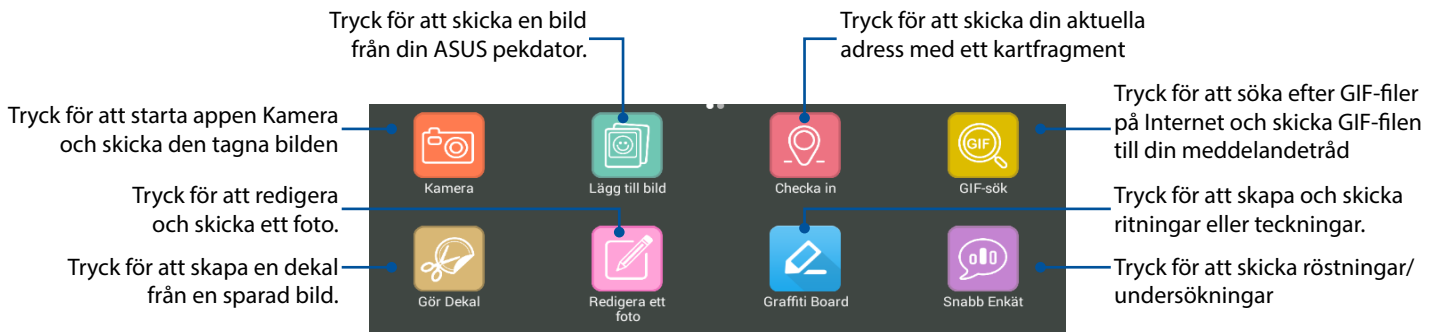 Tryck för att skicka en bild
från din ASUS pekdator.
Tryck för att skicka din aktuella
adress med ett kartfragment
Tryck för att starta appen Kamera
och skicka den tagna bilden
Tryck för att söka efter GIF-filer
på Internet och skicka GIF-filen
till din meddelandetråd
GIF
Kamera
Lägg till bild
Checka in
GIF-sök
Tryck för att redigera
och skicka ett foto.
Tryck för att skapa och skicka
ritningar eller teckningar.
Tryck för att skapa en dekal
från en sparad bild.
Tryck för att skicka röstningar/
undersökningar
Gör Dekal
Redigera ett
foto
Graffiti Board
Snabb Enkät